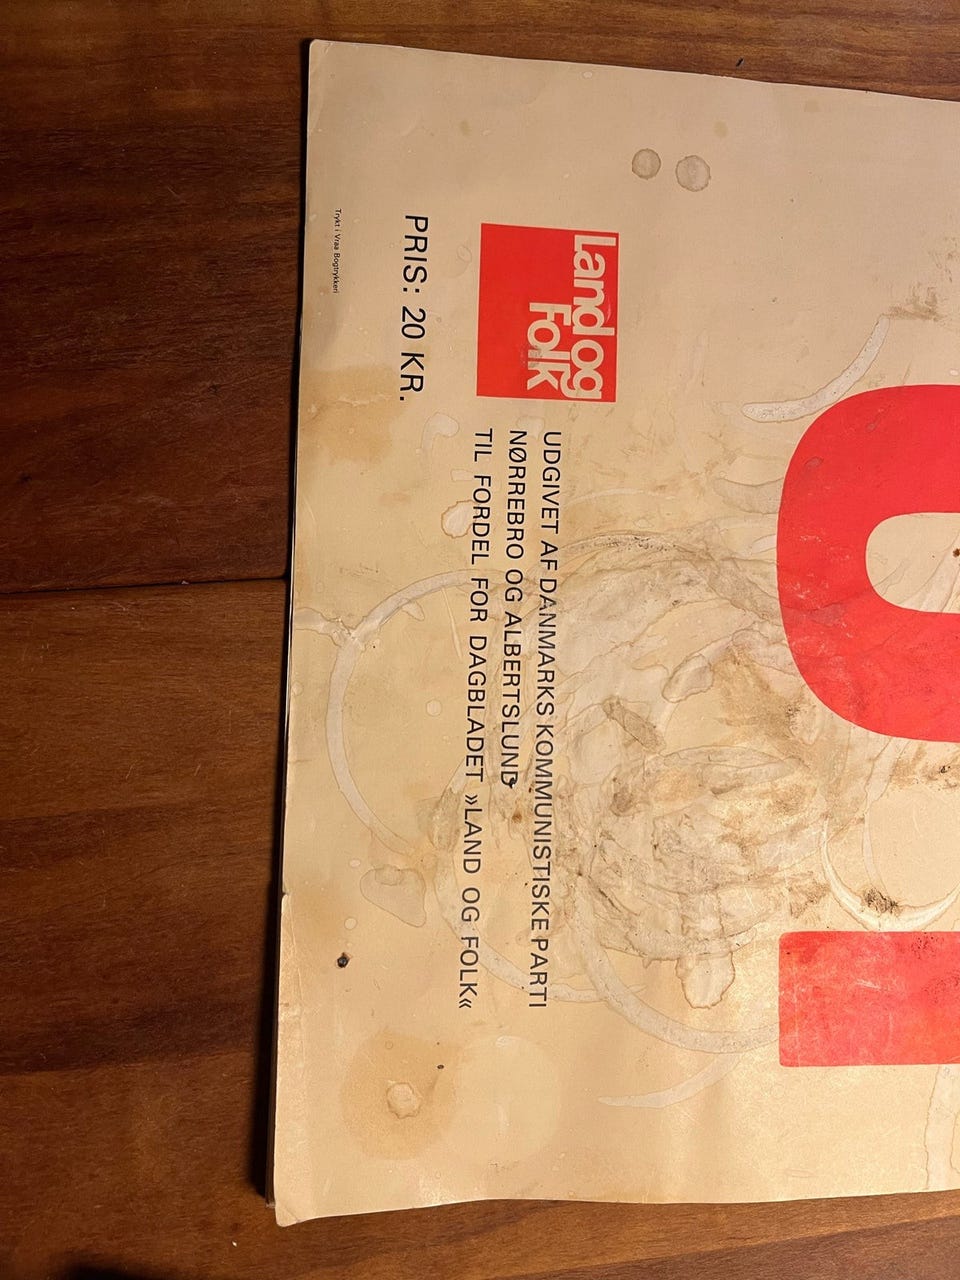 Land og
Folk
UDGIVET AF DANMARKS KOMMUNISTISKE PARTI
NØRREBRO OG ALBERTSLUND
TIL FORDEL FOR DAGBLADET »LAND OG FOLK«
PRIS: 20 KR.
Trykt i Vraa Bogtrykkeri